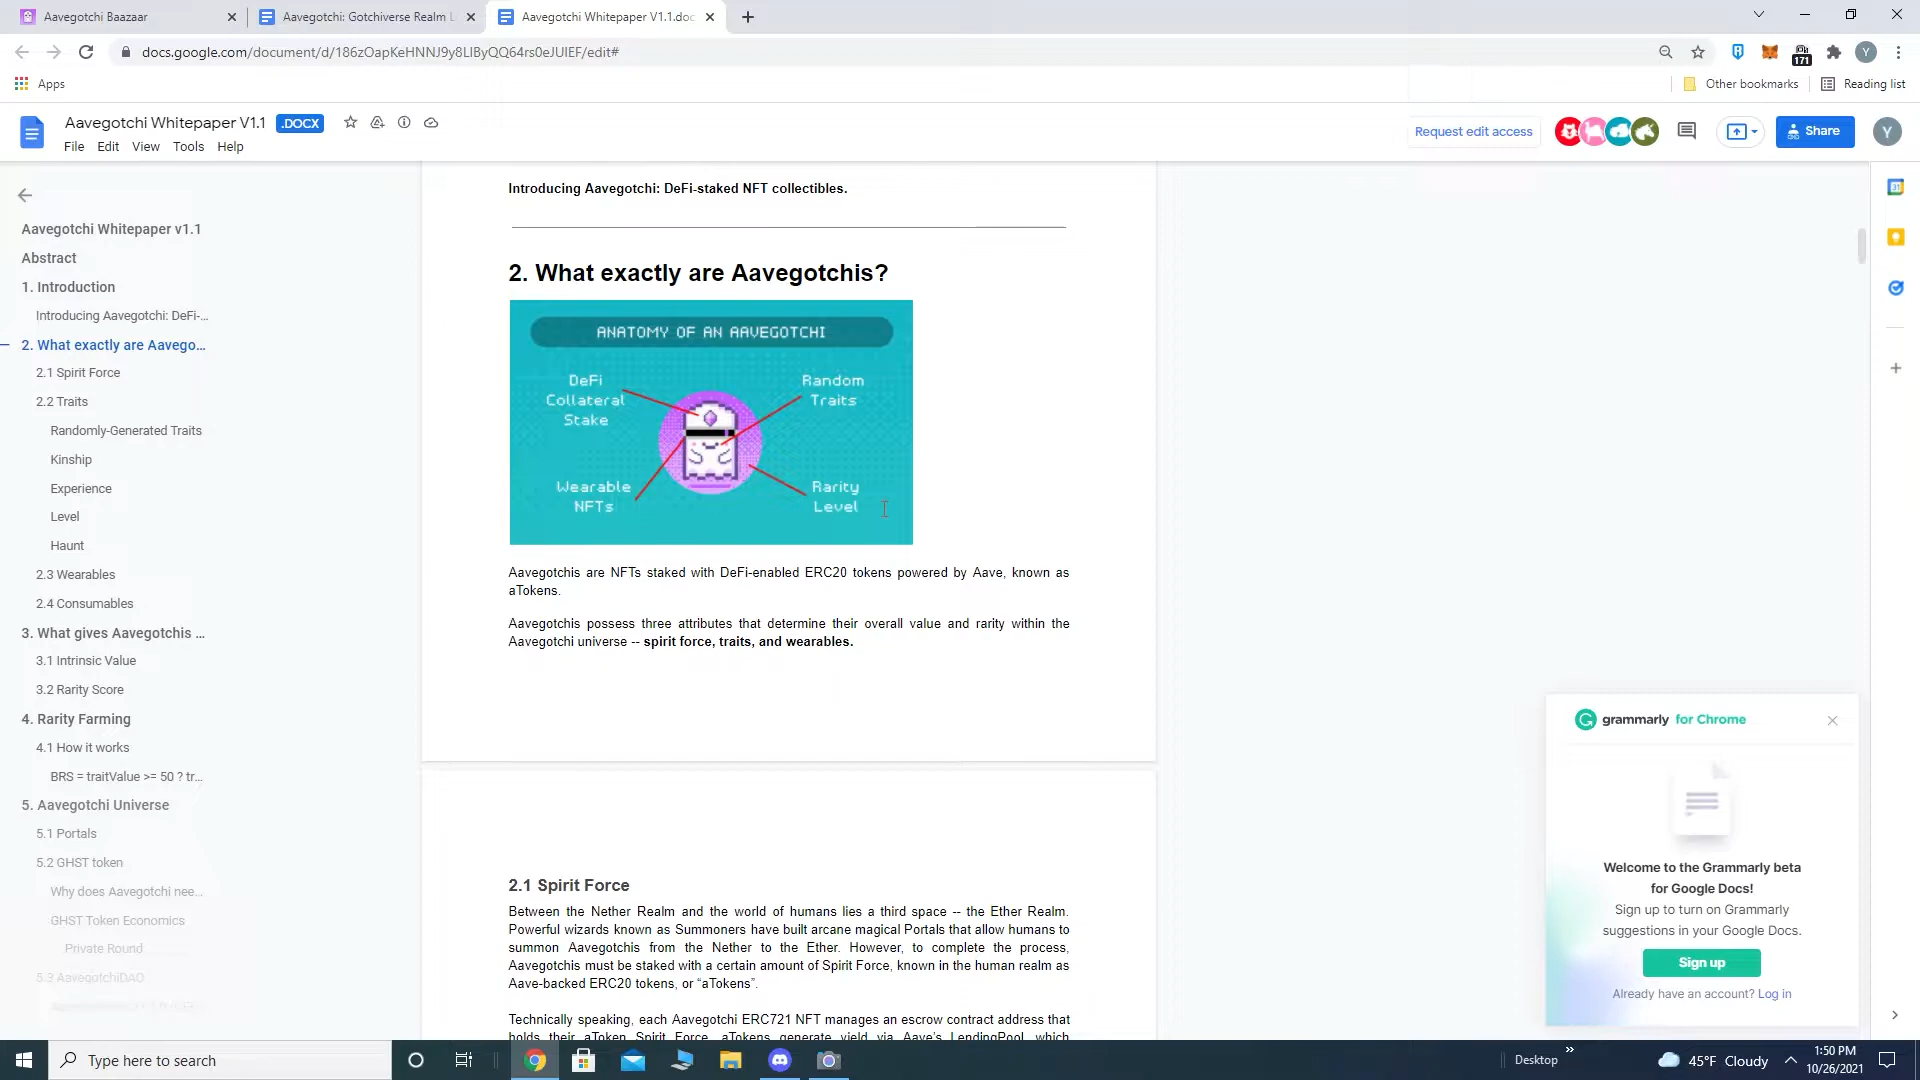 Aavegotchi Baazaar
Aavegotchi: Gotchiverse Realm L
Aavegotchi Whitepaper V1.1.doc
docs.google.com/document/d/186zOapKeHNNJ9y8LIByQQ64rs0eJUIEF/edit#
171
Y
Apps
Other bookmarks
Reading list
Aavegotchi Whitepaper V1.1 .DOCX
File Edit View Tools Help
Request edit access
Share
Y
Aavegotchi Whitepaper v1.1
Abstract
1. Introduction
Introducing Aavegotchi: DeFi-...
2. What exactly are Aavego...
2.1 Spirit Force
2.2 Traits
Randomly-Generated Traits
Kinship
Experience
Level
Haunt
2.3 Wearables
2.4 Consumables
3. What gives Aavegotchis ...
3.1 Intrinsic Value
3.2 Rarity Score
4. Rarity Farming
4.1 How it works
BRS = traitValue >= 50 ? tr...
5. Aavegotchi Universe
5.1 Portals
5.2 GHST token
Why does Aavegotchi nee...
GHST Token Economics
Private Round
5.3 AavegotchiDAO
Introducing Aavegotchi: DeFi-staked NFT collectibles.
2. What exactly are Aavegotchis?
ANATOMY OF AN AAVEGOTCHI
DeFi
Collateral
Stake
Random
Traits
Wearable
NFTs
Rarity
Level
Aavegotchis are NFTs staked with DeFi-enabled ERC20 tokens powered by Aave, known as
aTokens.
Aavegotchis possess three attributes that determine their overall value and rarity within the
Aavegotchi universe -- spirit force, traits, and wearables.
2.1 Spirit Force
Between the Nether Realm and the world of humans lies a third space -- the Ether Realm.
Powerful wizards known as Summoners have built arcane magical Portals that allow humans to
summon Aavegotchis from the Nether to the Ether. However, to complete the process,
Aavegotchis must be staked with a certain amount of Spirit Force, known in the human realm as
Aave-backed ERC20 tokens, or “aTokens”.
Technically speaking, each Aavegotchi ERC721 NFT manages an escrow contract address that
holds their aToken Spirit Force. aTokens generate yield via Aave's LendingPool, which
31
grammarly for Chrome
Welcome to the Grammarly beta
for Google Docs!
Sign up to turn on Grammarly
suggestions in your Google Docs.
Sign up
Already have an account? Log in
Type here to search
Desktop
45°F Cloudy
1:50 PM
10/26/2021